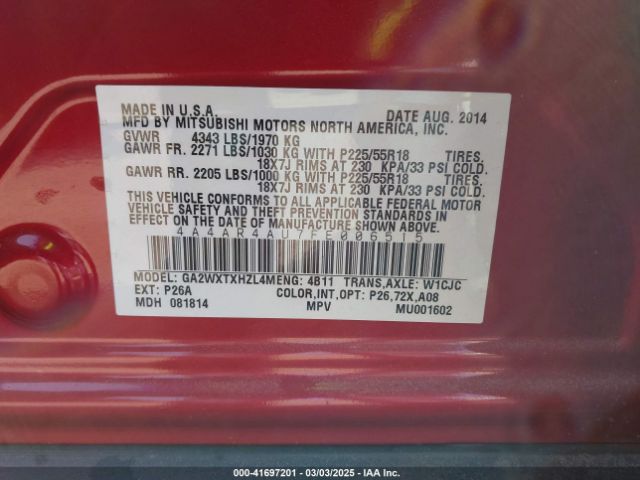 MADE IN U.S.A. DATE AUG. 2014
MFD BY MITSUBISHI MOTORS NORTH AMERICA, INC.
GVWR 4343 LBS/1970 KG
GAWR FR. 2271 LBS/1030 KG WITH P225/55R18 TIRES.
18X7J RIMS AT 230 KPA/33 PSI COLD.
GAWR RR. 2205 LBS/1000 KG WITH P225/55R18 TIRES.
18X7J RIMS AT 230 KPA/33 PSI COLD.
THIS VEHICLE CONFORMS TO ALL APPLICABLE FEDERAL MOTOR
VEHICLE SAFETY AND THEFT PREVENTION STANDARDS IN
EFFECT ON THE DATE OF MANUFACTURE SHOWN ABOVE.
4A4AR4AU7FE006515
MODEL: GA2WXTXHZL4MENG: 4B11 TRANS,AXLE: W1CJC
EXT: P26A COLOR,INT,OPT: P26,72X,A08
MDH 081814 MPV MU001602
000-41697201 - 03/03/2025 - IAA Auctions